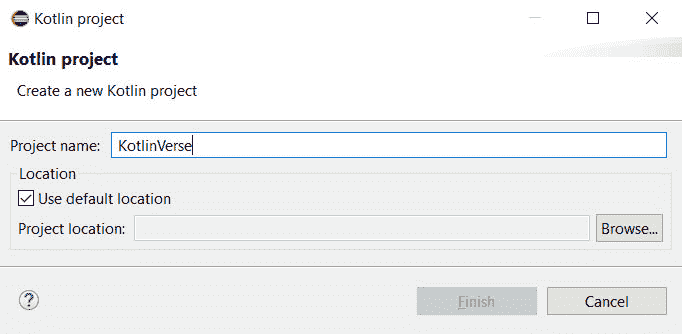 Kotlin project
Kotlin project
Create a new Kotlin project
Project name: KotlinVerse
Location
Use default location
Project location: Browse...
? Finish Cancel